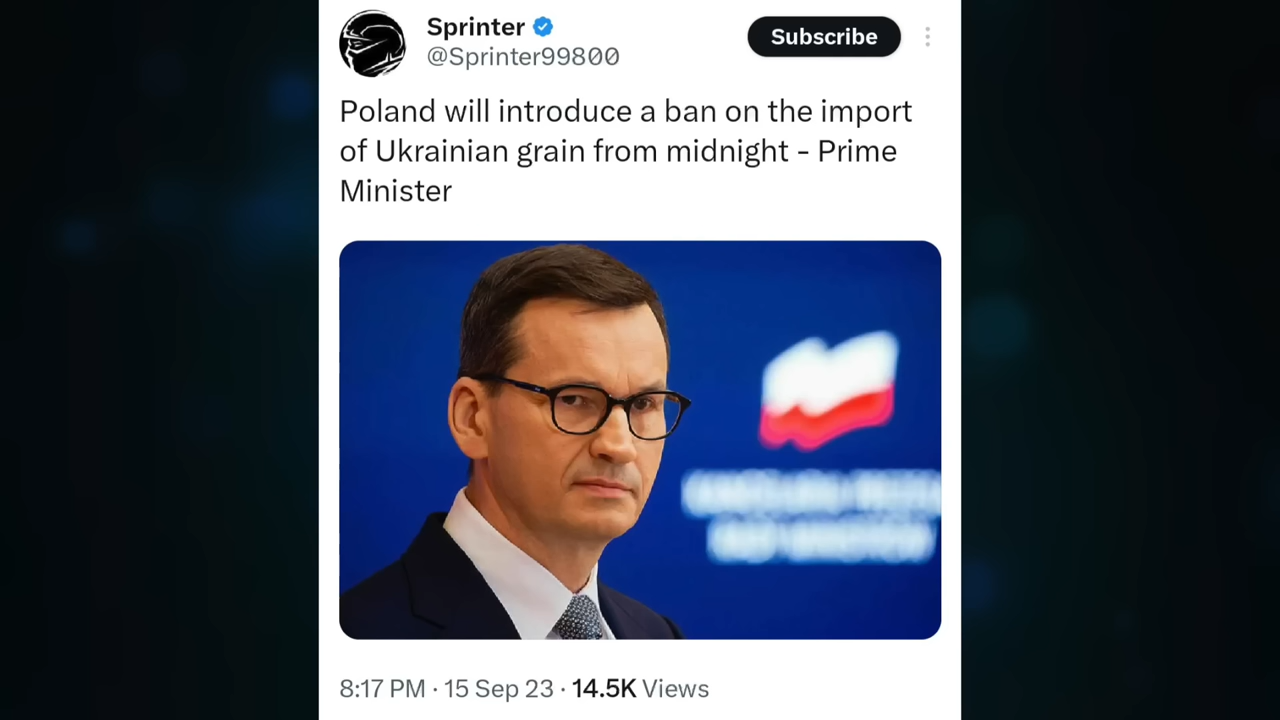 Sprinter
@Sprinter99800
Subscribe
Poland will introduce a ban on the import
of Ukrainian grain from midnight - Prime
Minister
8:17 PM · 15 Sep 23 · 14.5K Views